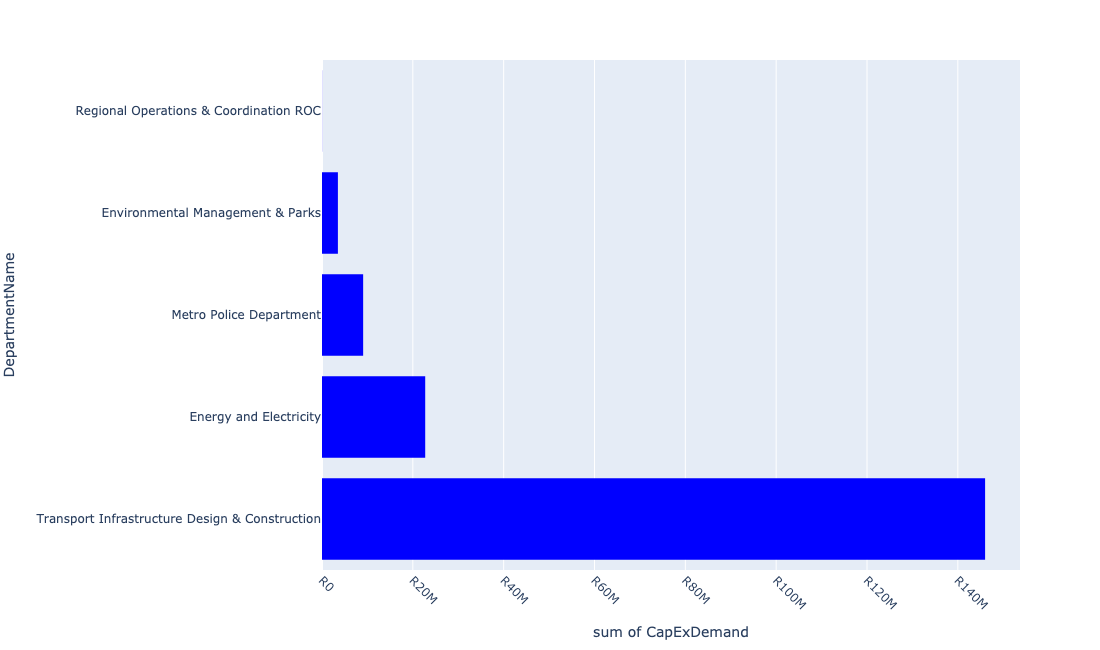 Regional Operations & Coordination ROC
Environmental Management & Parks
Metro Police Department
Energy and Electricity
Transport Infrastructure Design & Construction
DepartmentName
R0
R20M
R40M
R60M
R80M
R100M
R120M
R140M
sum of CapExDemand